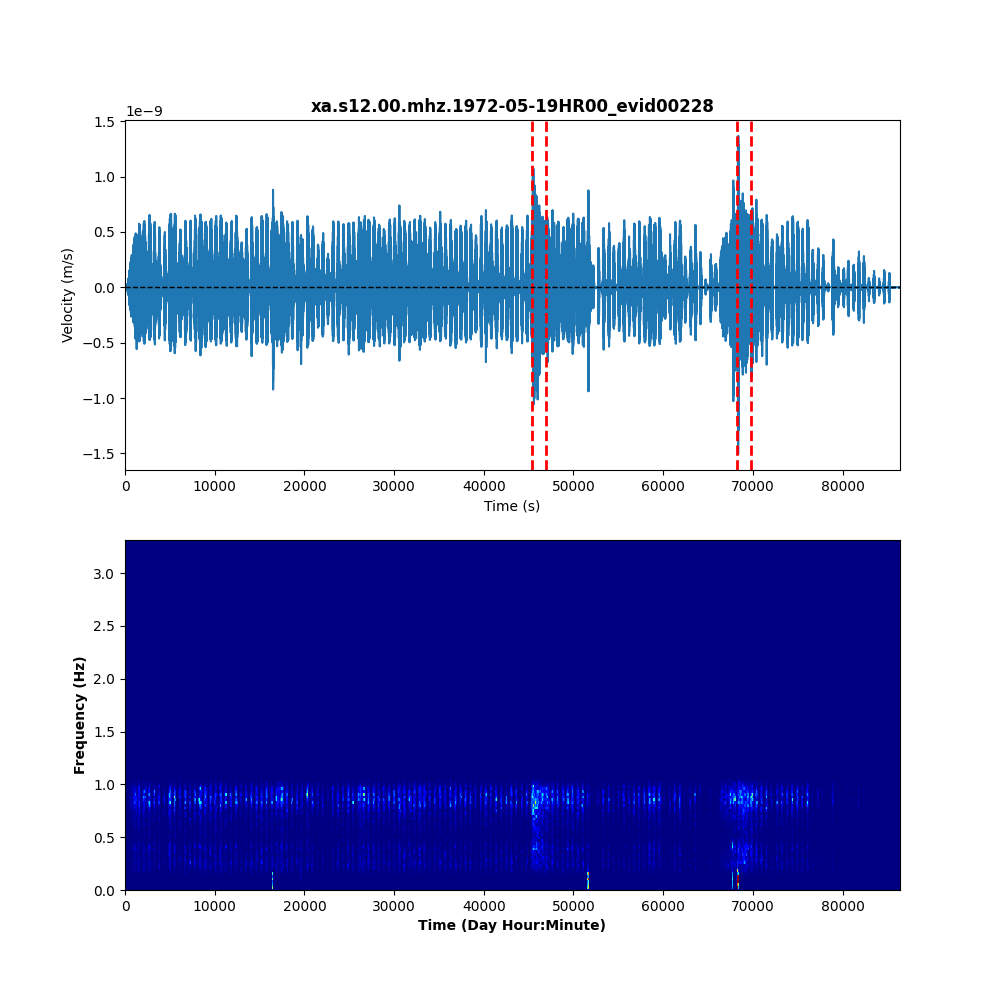 xa.s12.00.mhz.1972-05-19HR00_evid00228
1e−9
1.5
1.0
0.5
0.0
−0.5
−1.0
−1.5
Velocity (m/s)
0 10000 20000 30000 40000 50000 60000 70000 80000
Time (s)
3.0
2.5
2.0
1.5
1.0
0.5
0.0
Frequency (Hz)
0 10000 20000 30000 40000 50000 60000 70000 80000
Time (Day Hour:Minute)